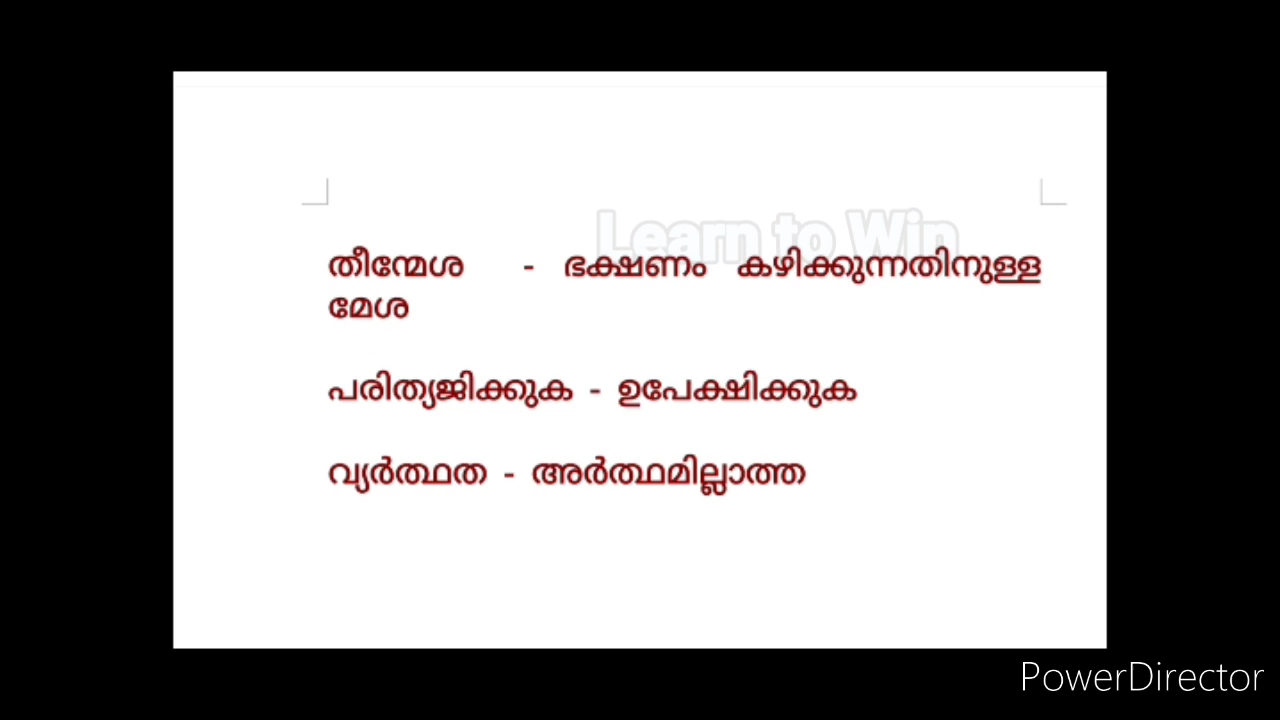 Learn to Win
തീന്മേശ - ഭക്ഷണം കഴിക്കുന്നതിനുള്ള
മേശ
പരിത്യജിക്കുക - ഉപേക്ഷിക്കുക
വ്യർത്ഥത - അർത്ഥമില്ലാത്ത
PowerDirector